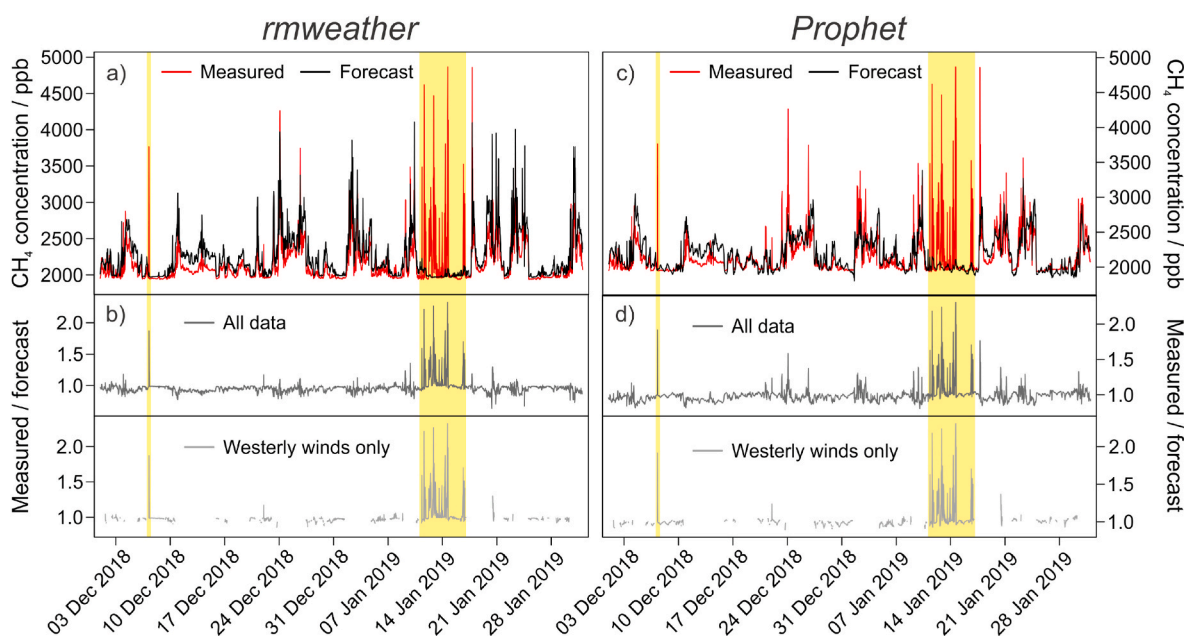 rmweather
Prophet
a)
Measured
Forecast
c)
Measured
Forecast
5000
4500
4000
3500
3000
2500
2000
CH₄ concentration / ppb
5000
4500
4000
3500
3000
2500
2000
CH₄ concentration / ppb
b)
All data
d)
All data
2.0
1.5
1.0
2.0
1.5
1.0
Westerly winds only
Westerly winds only
2.0
1.5
1.0
2.0
1.5
1.0
Measured / forecast
Measured / forecast
03 Dec 2018
10 Dec 2018
17 Dec 2018
24 Dec 2018
31 Dec 2018
07 Jan 2019
14 Jan 2019
21 Jan 2019
28 Jan 2019
03 Dec 2018
10 Dec 2018
17 Dec 2018
24 Dec 2018
31 Dec 2018
07 Jan 2019
14 Jan 2019
21 Jan 2019
28 Jan 2019